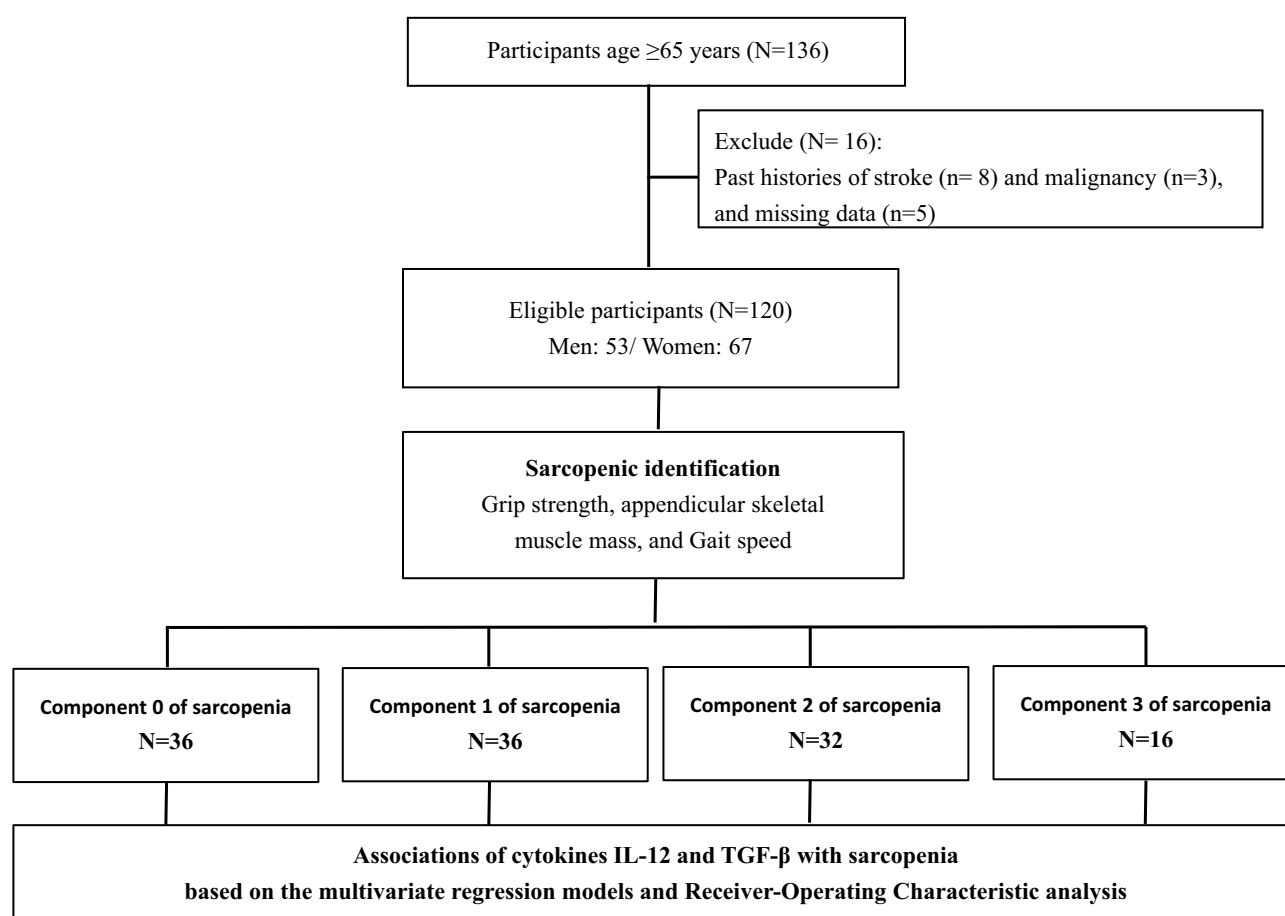 Participants age ≥65 years (N=136)
Exclude (N= 16):
Past histories of stroke (n= 8) and malignancy (n=3),
and missing data (n=5)
Eligible participants (N=120)
Men: 53/ Women: 67
Sarcopenic identification
Grip strength, appendicular skeletal
muscle mass, and Gait speed
Component 0 of sarcopenia
N=36
Component 1 of sarcopenia
N=36
Component 2 of sarcopenia
N=32
Component 3 of sarcopenia
N=16
Associations of cytokines IL-12 and TGF-β with sarcopenia
based on the multivariate regression models and Receiver-Operating Characteristic analysis